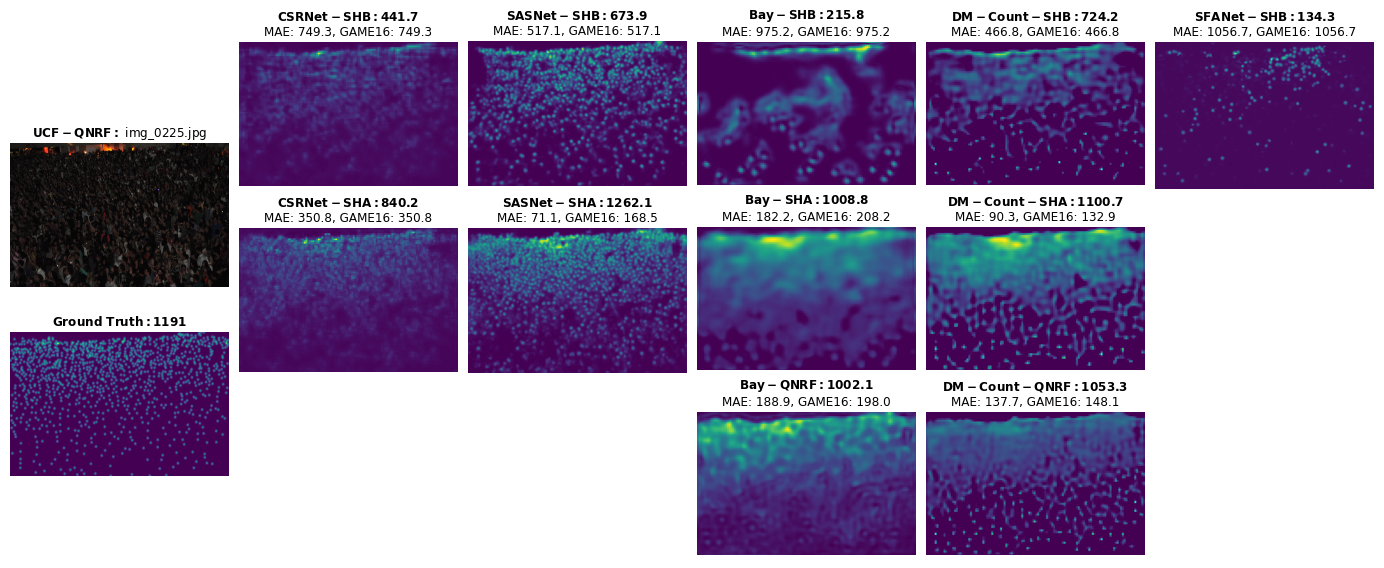 CSRNet−SHB: 441.7
MAE: 749.3, GAME16: 749.3
SASNet−SHB: 673.9
MAE: 517.1, GAME16: 517.1
Bay−SHB: 215.8
MAE: 975.2, GAME16: 975.2
DM−Count−SHB: 724.2
MAE: 466.8, GAME16: 466.8
SFANet−SHB: 134.3
MAE: 1056.7, GAME16: 1056.7
UCF−QNRF: img_0225.jpg
CSRNet−SHA: 840.2
MAE: 350.8, GAME16: 350.8
SASNet−SHA: 1262.1
MAE: 71.1, GAME16: 168.5
Bay−SHA: 1008.8
MAE: 182.2, GAME16: 208.2
DM−Count−SHA: 1100.7
MAE: 90.3, GAME16: 132.9
Ground Truth: 1191
Bay−QNRF: 1002.1
MAE: 188.9, GAME16: 198.0
DM−Count−QNRF: 1053.3
MAE: 137.7, GAME16: 148.1